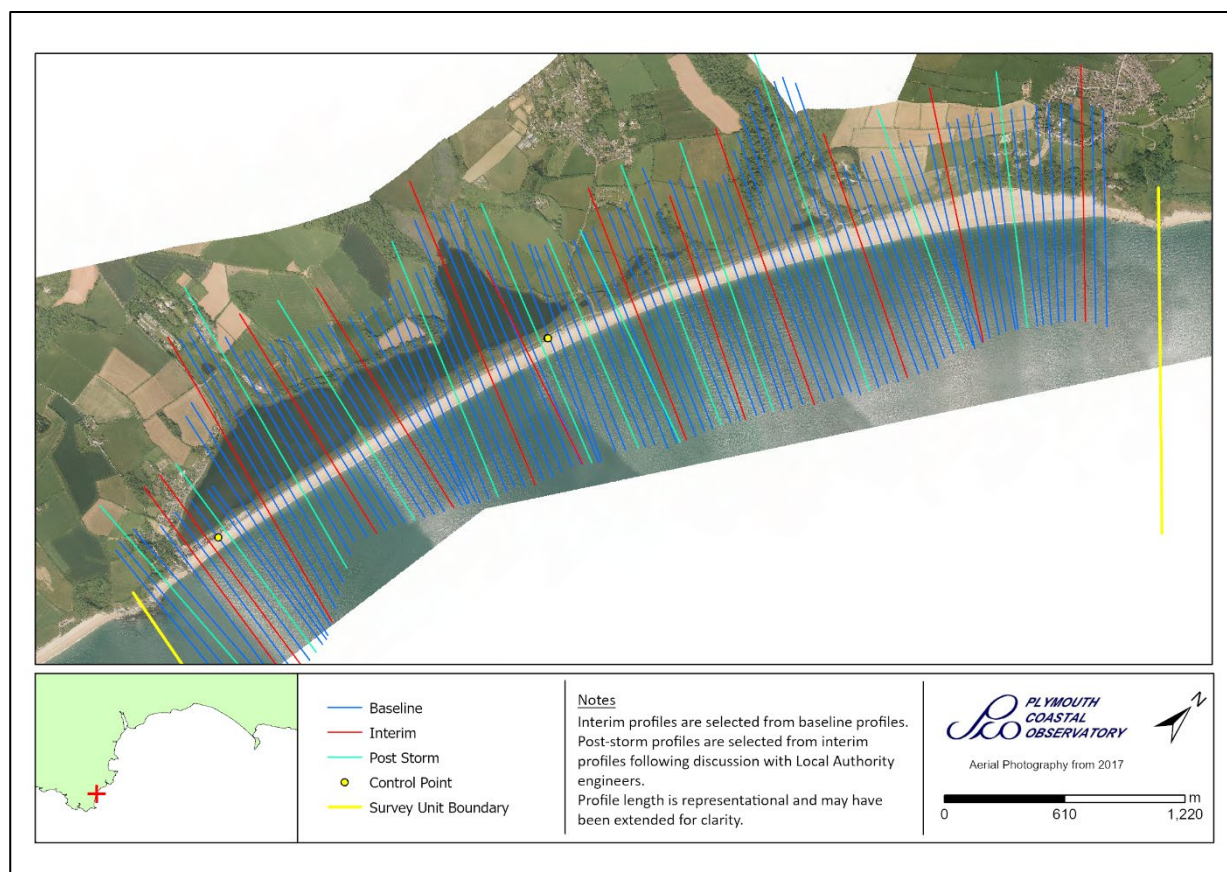 Baseline
Interim
Post Storm
Control Point
Survey Unit Boundary
Notes
Interim profiles are selected from baseline profiles.
Post-storm profiles are selected from interim
profiles following discussion with Local Authority
engineers.
Profile length is representational and may have
been extended for clarity.
PCO
PLYMOUTH
COASTAL
OBSERVATORY
N
Aerial Photography from 2017
m
0 610 1,220